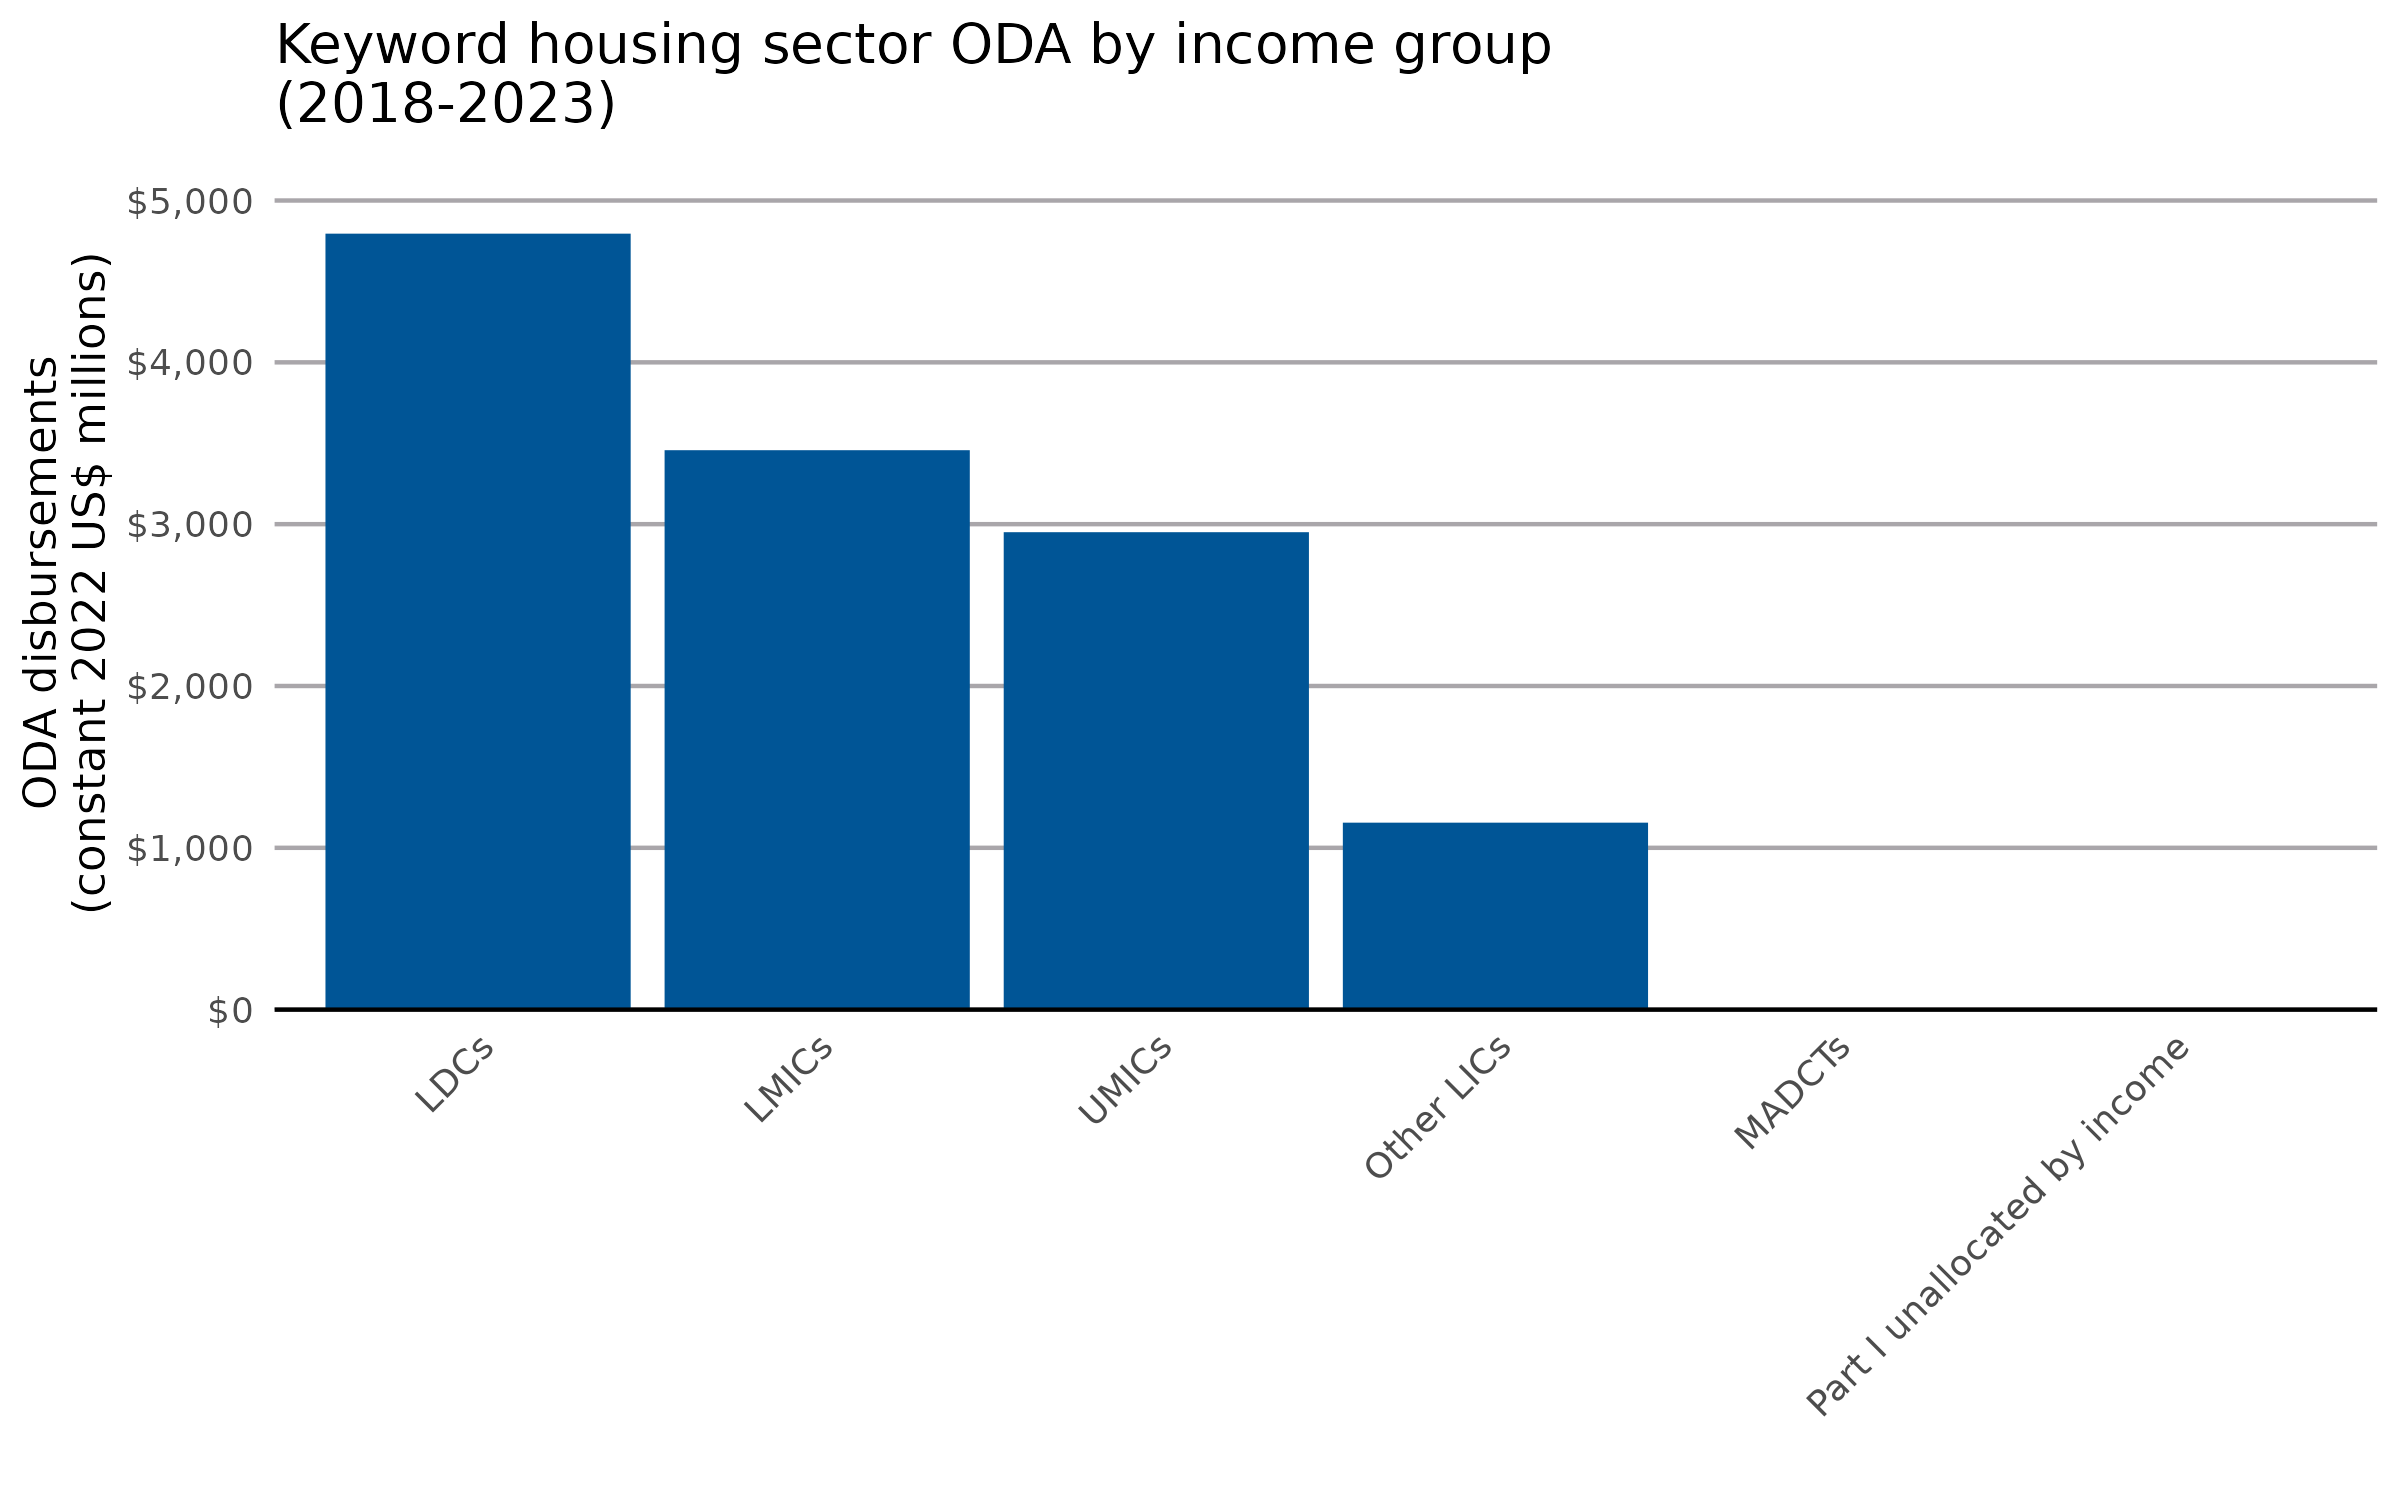 Keyword housing sector ODA by income group
(2018-2023)
ODA disbursements
(constant 2022 US$ millions)
$5,000
$4,000
$3,000
$2,000
$1,000
$0
LDCs
LMICs
UMICs
Other LICs
MADCTs
Part I unallocated by income